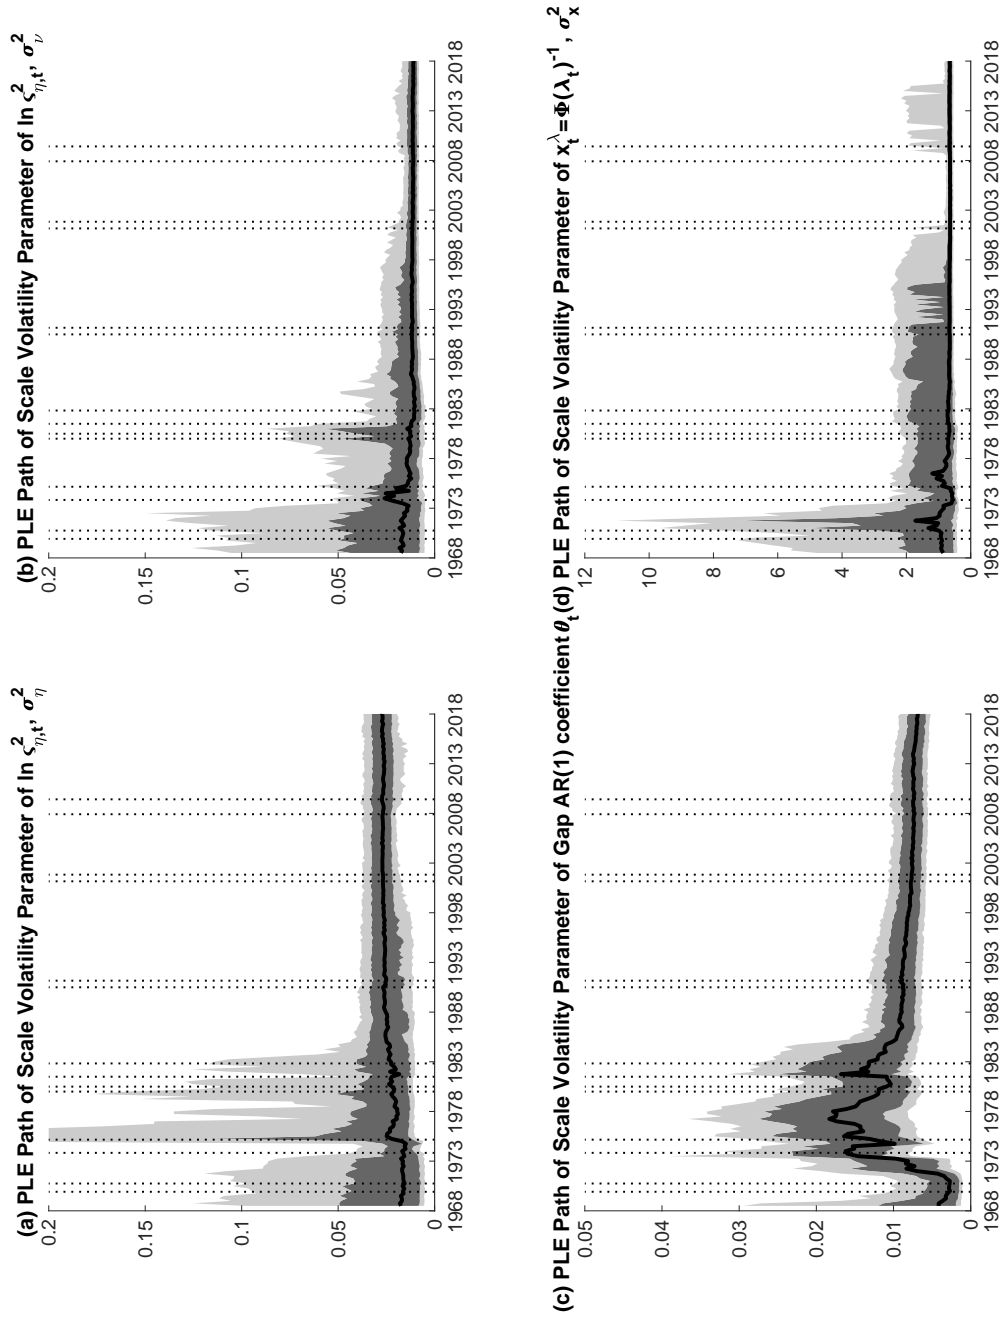 (a) PLE Path of Scale Volatility Parameter of ln ς²η,t, σ²η
0.2
0.15
0.1
0.05
0
1968 1973 1978 1983 1988 1993 1998 2003 2008 2013 2018
(b) PLE Path of Scale Volatility Parameter of ln ς²η,t, σ²ν
0.2
0.15
0.1
0.05
0
1968 1973 1978 1983 1988 1993 1998 2003 2008 2013 2018
(c) PLE Path of Scale Volatility Parameter of Gap AR(1) coefficient θt
0.05
0.04
0.03
0.02
0.01
0
1968 1973 1978 1983 1988 1993 1998 2003 2008 2013 2018
(d) PLE Path of Scale Volatility Parameter of xλt=Φ(λt)⁻¹, σ²x
12
10
8
6
4
2
0
1968 1973 1978 1983 1988 1993 1998 2003 2008 2013 2018